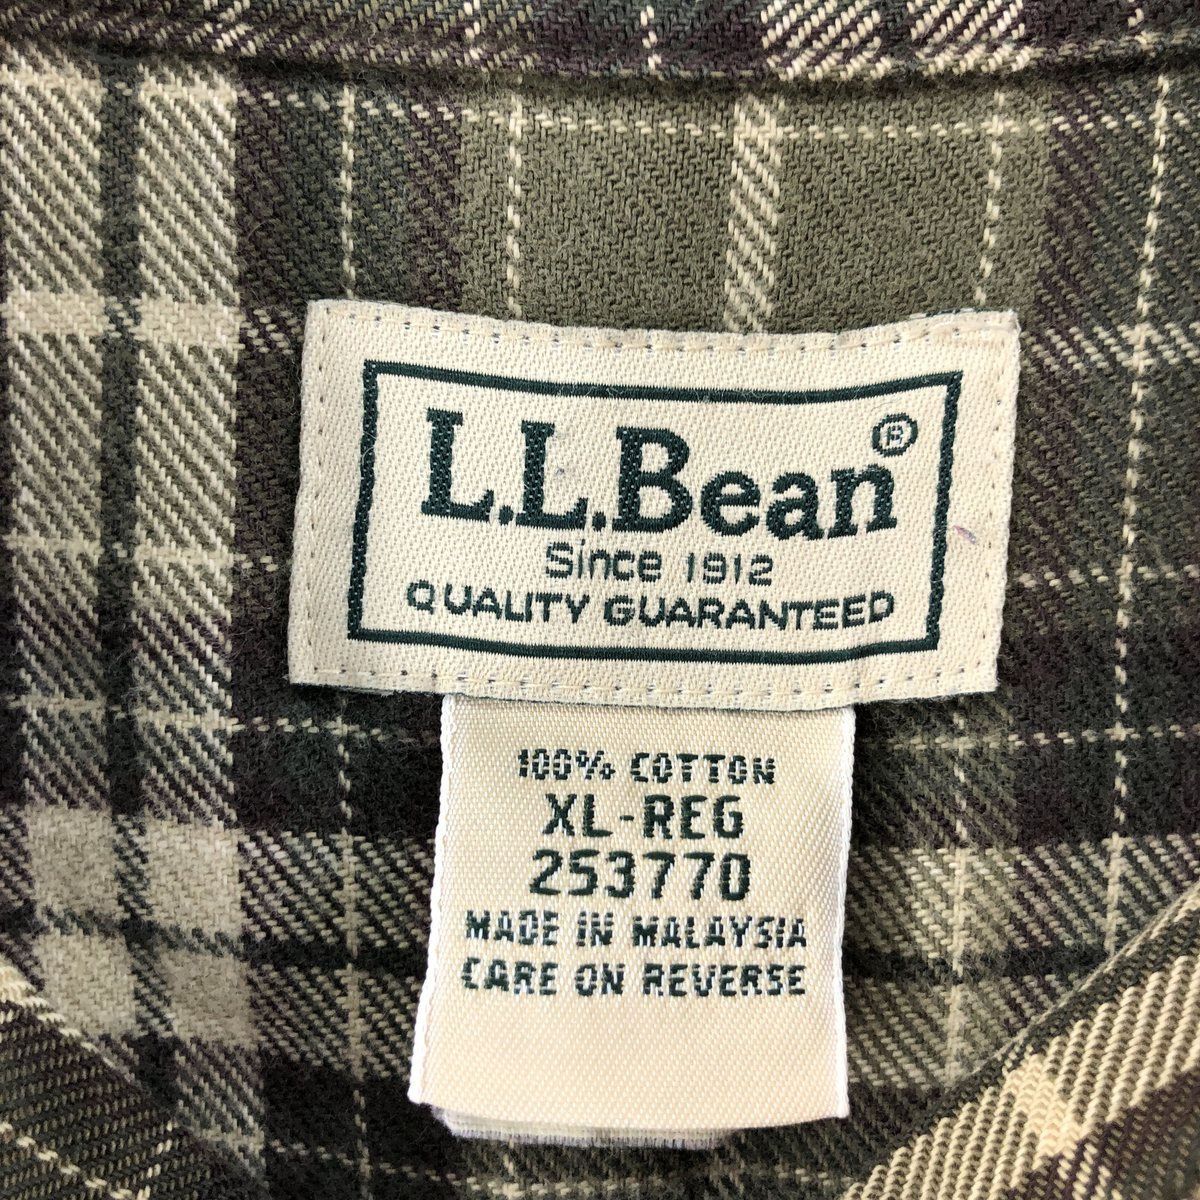 L.L.Bean®
Since 1912
QUALITY GUARANTEED
100% COTTON
XL-REG
253770
MADE IN MALAYSIA
CARE ON REVERSE